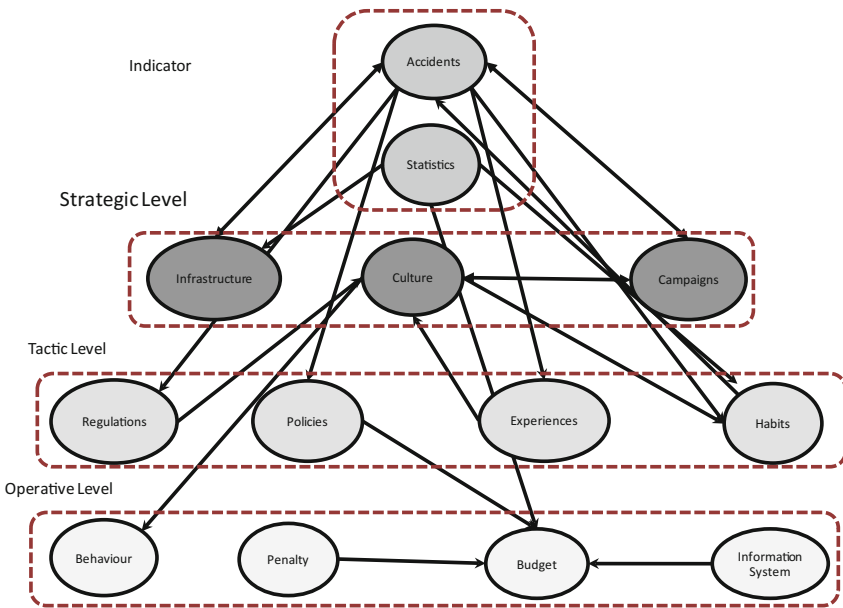 Indicator
Accidents
Statistics
Strategic Level
Infrastructure
Culture
Campaigns
Tactic Level
Regulations
Policies
Experiences
Habits
Operative Level
Behaviour
Penalty
Budget
Information
System